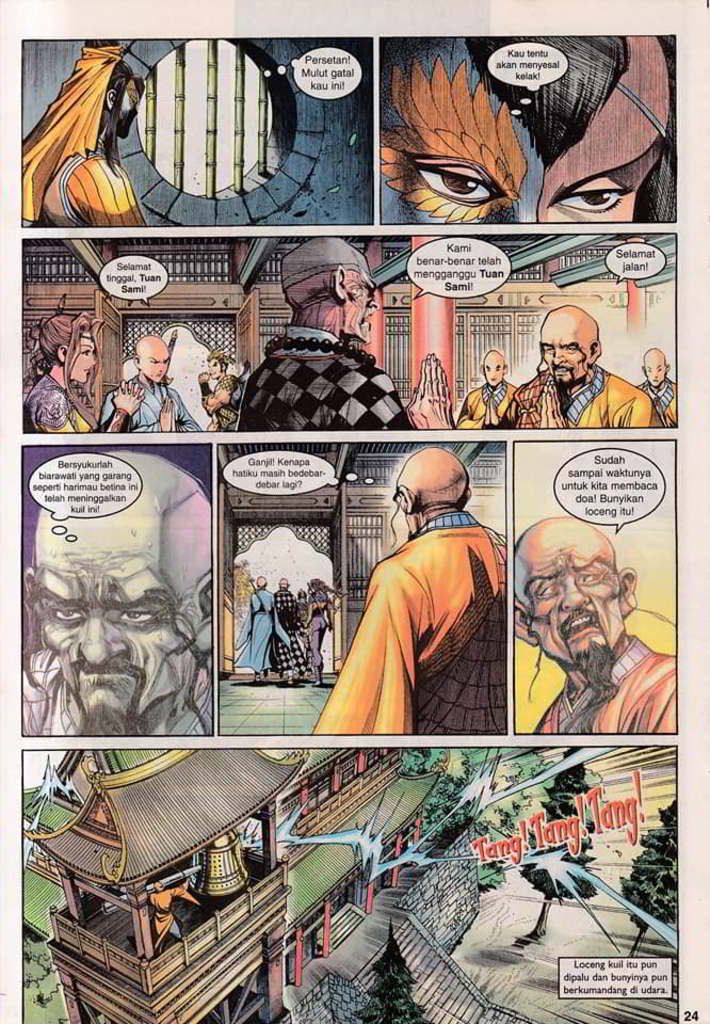 Persetan!
Mulut gatal
kau ini!
Kau tentu
akan menyesal
kelak!
Selamat
tinggal, Tuan
Sami!
Kami
benar-benar telah
mengganggu Tuan
Sami!
Selamat
jalan!
Bersyukurlah
biarawati yang garang
seperti harimau betina ini
telah meninggalkan
kuil ini!
Ganjil! Kenapa
hatiku masih bedebar-
debar lagi?
Sudah
sampai waktunya
untuk kita membaca
doa! Bunyikan
loceng itu!
Tang! Tang! Tang!
Loceng kuil itu pun
dipalu dan bunyinya pun
berkumandang di udara.
24